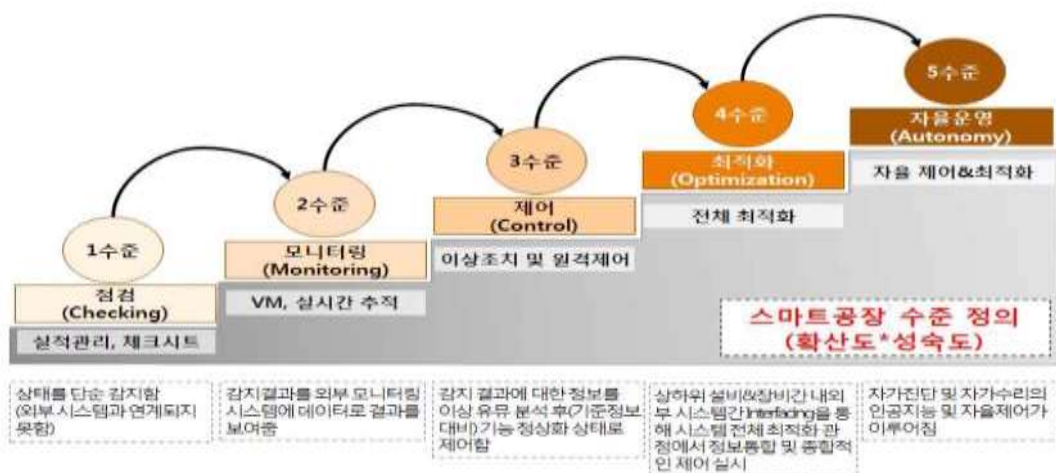 1수준
점검
(Checking)
실적관리, 체크시트
2수준
모니터링
(Monitoring)
VM, 실시간 추적
3수준
제어
(Control)
이상조치 및 원격제어
4수준
최적화
(Optimization)
전체 최적화
5수준
자율운영
(Autonomy)
자율 제어&최적화
스마트공장 수준 정의
(확산도*성숙도)
상태를 단순 감지함
(외부 시스템과 연계되지
못함)
감지결과를 외부 모니터링
시스템에 데이터로 결과를
보여줌
감지 결과에 대한 정보를
이상 유무 분석 후(기준정보
대비) 기능 정상화 상태로
제어함
상하위 설비&장비간 내외
부 시스템간 Interfacing을 통
해 시스템 전체 최적화 관
점에서 정보통합 및 종합적
인 제어 실시
자가진단 및 자가수리의
인공지능 및 자율제어가
이루어짐